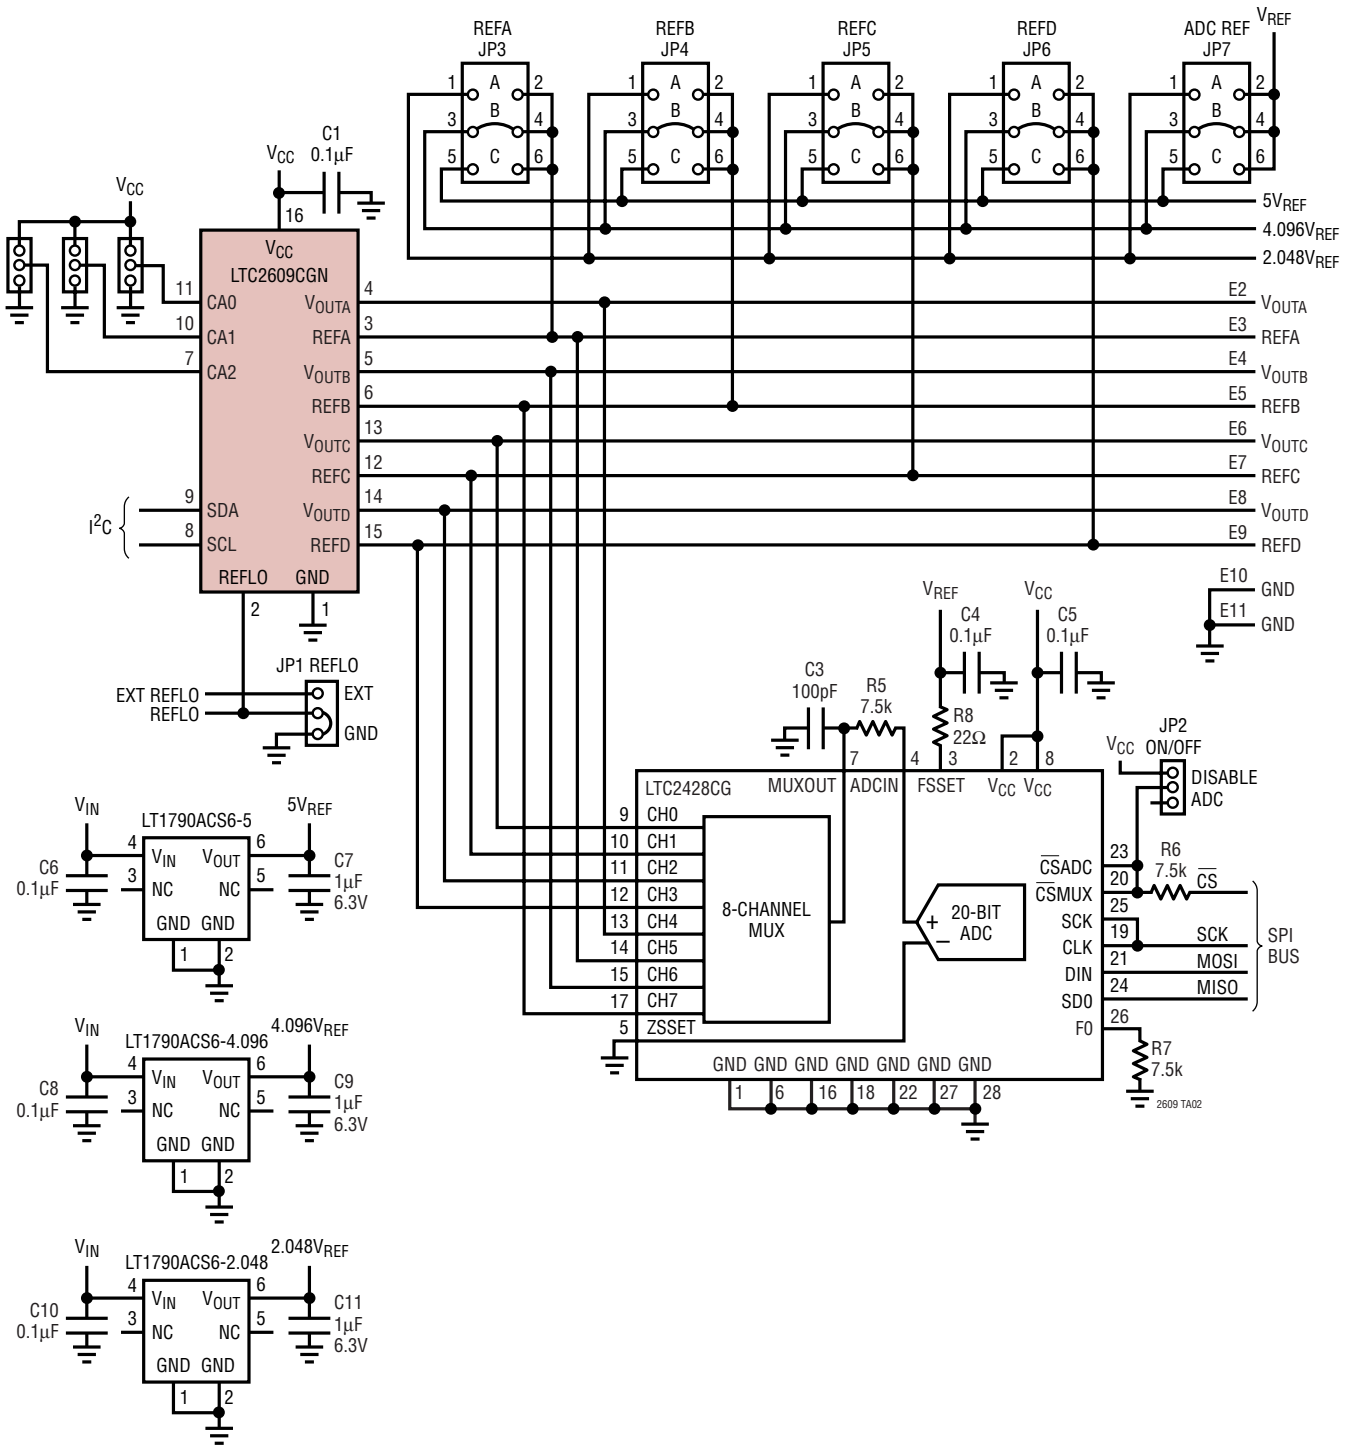 REFA
JP3
1 A 2
B
3 4
5 C 6
REFB
JP4
1 A 2
B
3 4
5 C 6
REFC
JP5
1 A 2
B
3 4
5 C 6
REFD
JP6
1 A 2
B
3 4
5 C 6
ADC REF
JP7
1 A 2
B
3 4
5 C 6
VREF
5VREF
4.096VREF
2.048VREF
VCC
VCC
C1
0.1µF
16
VCC
LTC2609CGN
11 CA0
10 CA1
7 CA2
9 SDA
8 SCL
I2C
VOUTA 4
REFA 3
VOUTB 5
REFB 6
VOUTC 13
REFC 12
VOUTD 14
REFD 15
REFLO GND
2 1
E2 VOUTA
E3 REFA
E4 VOUTB
E5 REFB
E6 VOUTC
E7 REFC
E8 VOUTD
E9 REFD
E10 GND
E11 GND
JP1 REFLO
EXT REFLO
REFLO
EXT
GND
VREF
C4
0.1µF
VCC
C5
0.1µF
C3
100pF
R5
7.5k
R8
22Ω
7 4 3 2 8
LTC2428CG
MUXOUT ADCIN FSSET VCC VCC
JP2
ON/OFF
VCC
DISABLE
ADC
9 CH0
10 CH1
11 CH2
12 CH3
13 CH4
14 CH5
15 CH6
17 CH7
5 ZSSET
8-CHANNEL
MUX
+
–
20-BIT
ADC
CSADC 23
CSMUX 20
SCK 25
CLK 19
DIN 21
SD0 24
F0 26
R6
7.5k
CS
SCK
MOSI
MISO
SPI
BUS
R7
7.5k
GND GND GND GND GND GND GND
1 6 16 18 22 27 28
2609 TA02
VIN
5VREF
LT1790ACS6-5
4 VIN VOUT 6
3 NC NC 5
GND GND
1 2
C6
0.1µF
C7
1µF
6.3V
VIN
4.096VREF
LT1790ACS6-4.096
4 VIN VOUT 6
3 NC NC 5
GND GND
1 2
C8
0.1µF
C9
1µF
6.3V
VIN
2.048VREF
LT1790ACS6-2.048
4 VIN VOUT 6
3 NC NC 5
GND GND
1 2
C10
0.1µF
C11
1µF
6.3V